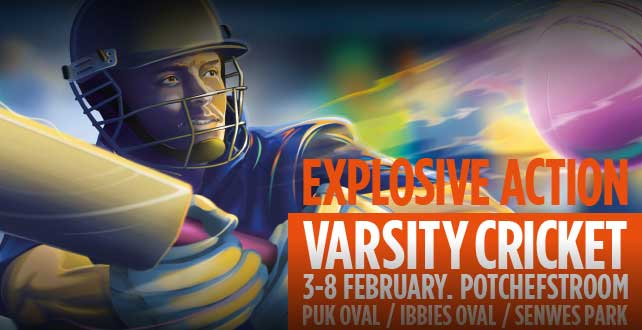 EXPLOSIVE ACTION
VARSITY CRICKET
3-8 FEBRUARY. POTCHEFSTROOM
PUK OVAL / IBBIES OVAL / SENWES PARK